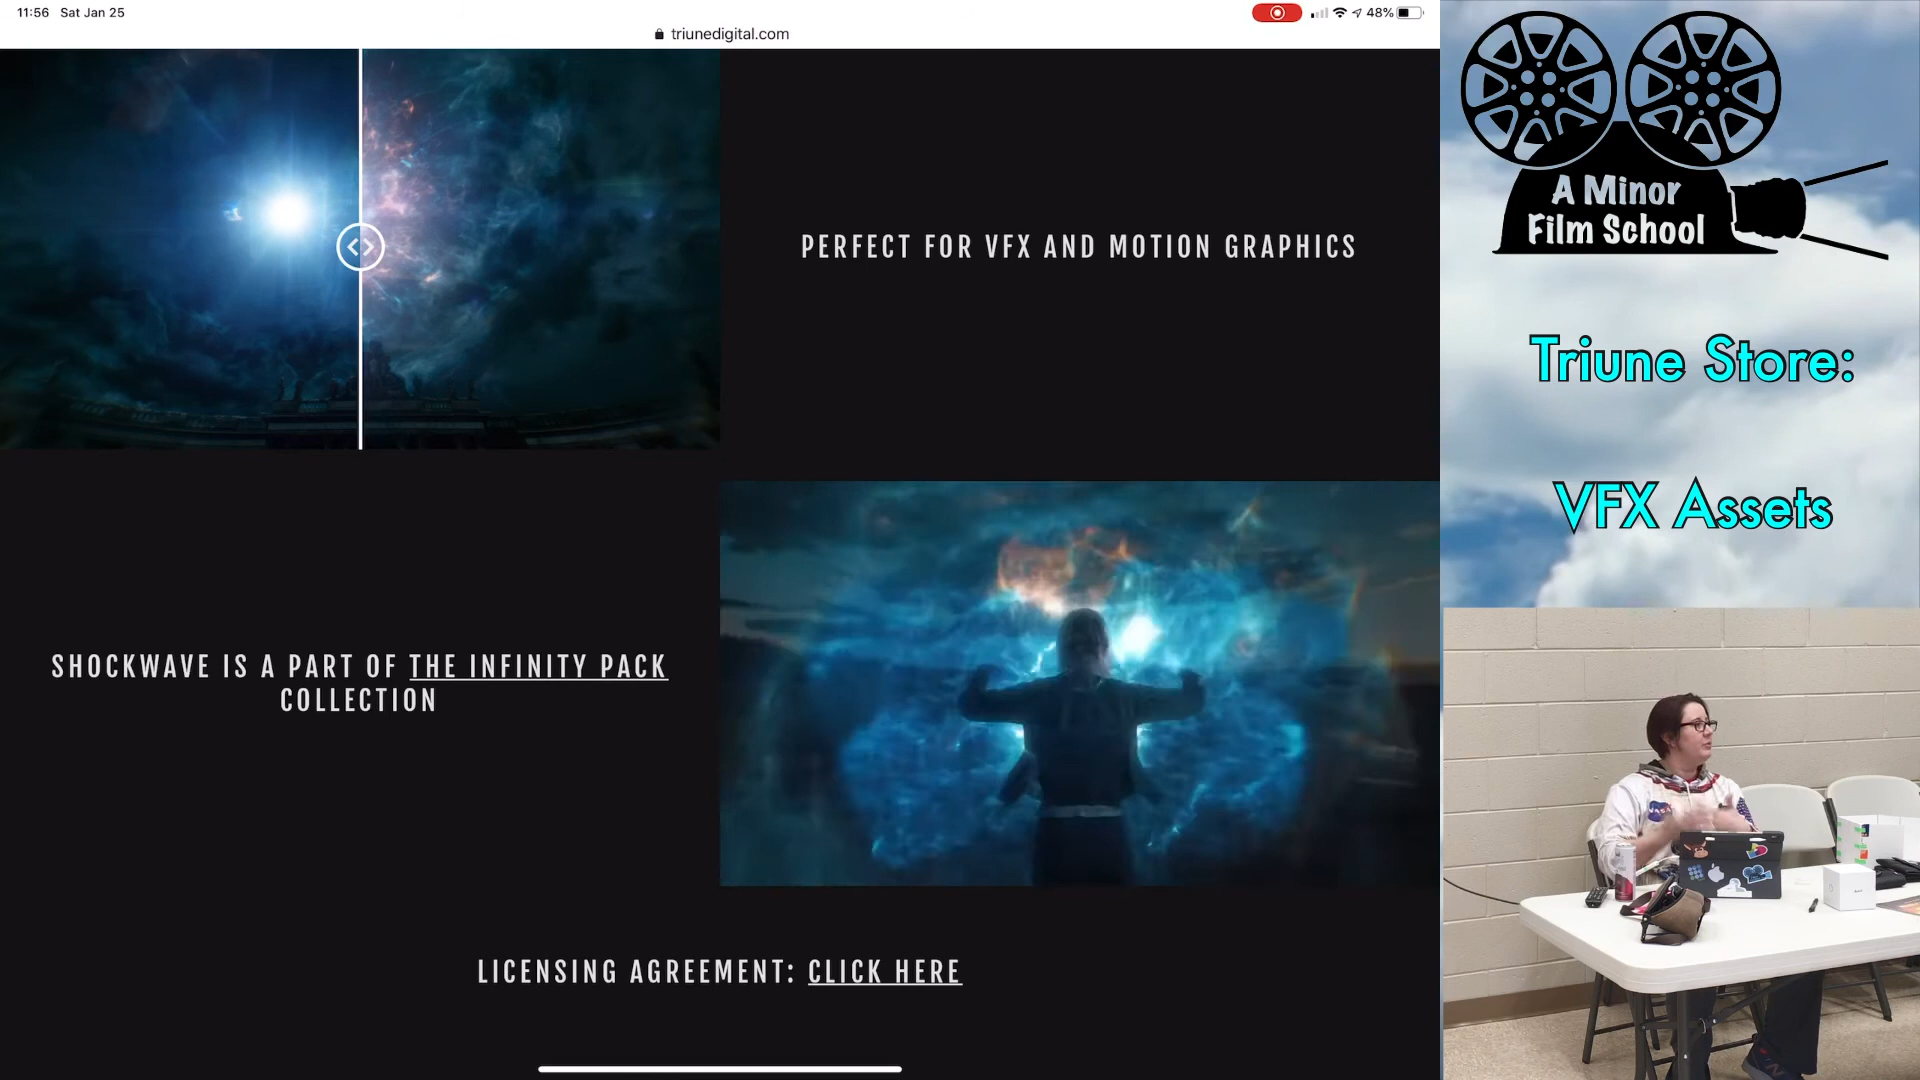 11:56 Sat Jan 25
48%
triunedigital.com
PERFECT FOR VFX AND MOTION GRAPHICS
SHOCKWAVE IS A PART OF THE INFINITY PACK
COLLECTION
LICENSING AGREEMENT: CLICK HERE
A Minor
Film School
Triune Store:
VFX Assets